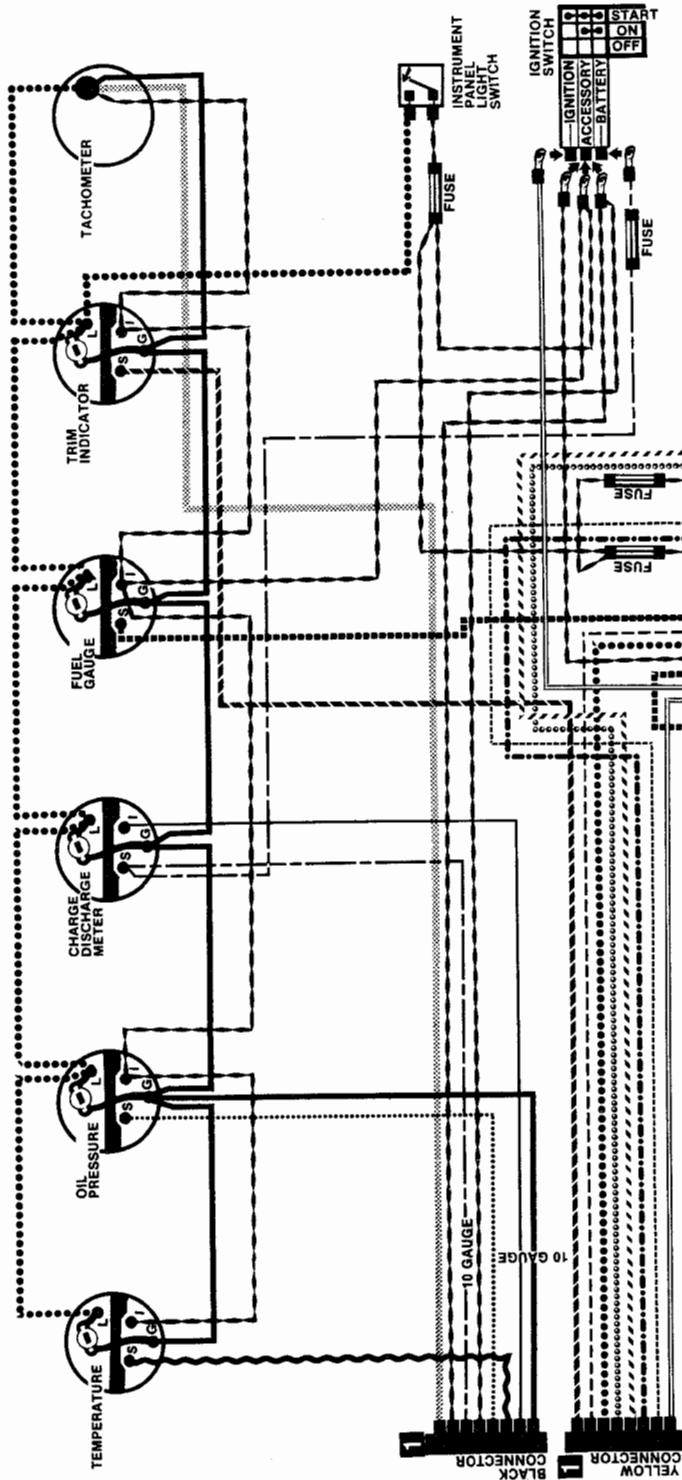 TACHOMETER
TRIM
INDICATOR
L
I
S
G
FUEL
GAUGE
L
I
S
G
CHARGE
DISCHARGE
METER
L
I
S
G
OIL
PRESSURE
L
I
S
G
TEMPERATURE
L
I
S
G
INSTRUMENT
PANEL
LIGHT
SWITCH
FUSE
IGNITION
SWITCH
START
ON
OFF
IGNITION
ACCESSORY
BATTERY
FUSE
FUSE
FUSE
10 GAUGE
10 GAUGE
1
BLACK
CONNECTOR
1
YELLOW
CONNECTOR